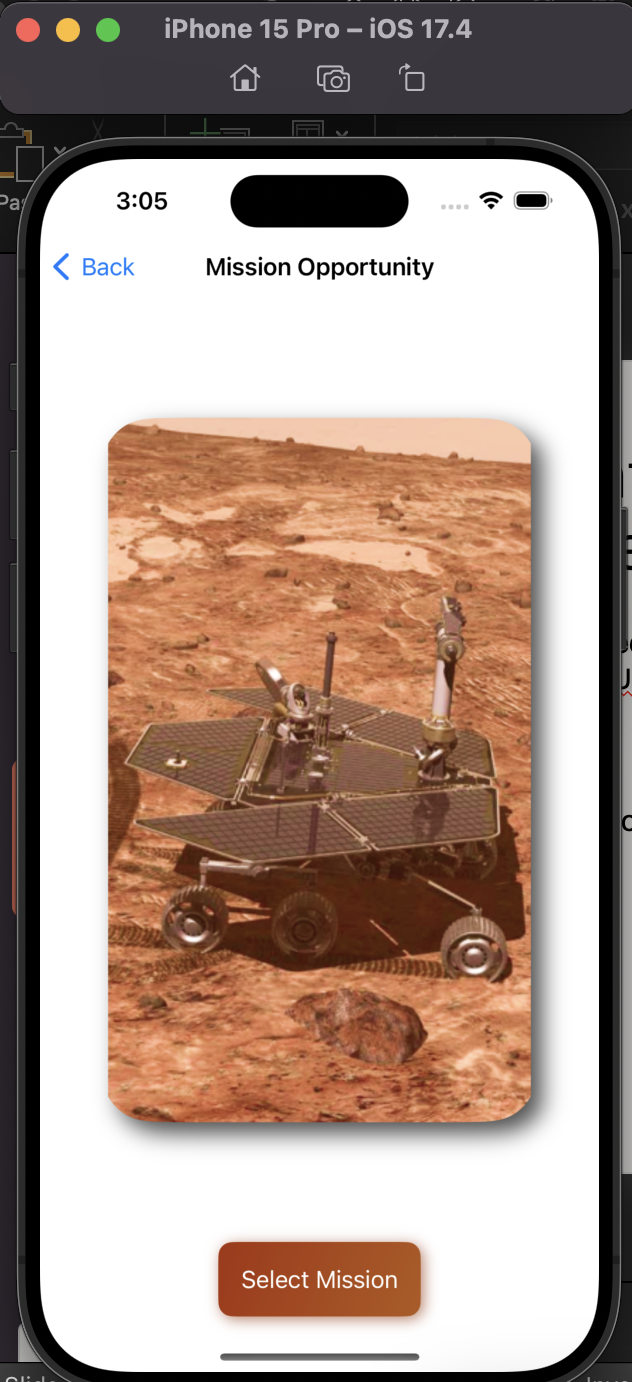 iPhone 15 Pro – iOS 17.4
3:05
Back
Mission Opportunity
Select Mission